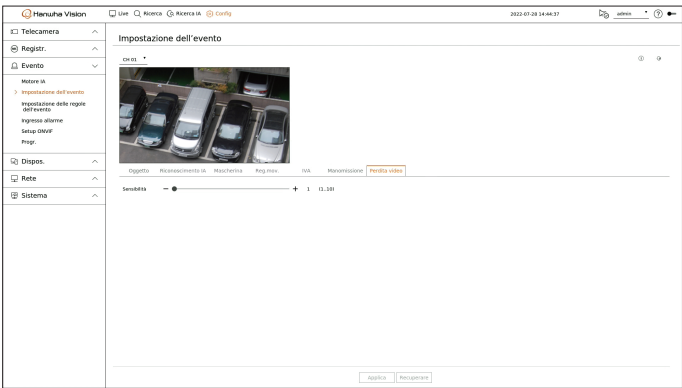 Hanwha Vision
Live Ricerca Ricerca IA Config
2022-07-28 14:44:37
admin
Telecamera
Registr.
Evento
Motore IA
Impostazione dell'evento
Impostazione delle regole
dell'evento
Ingresso allarme
Setup ONVIF
Progr.
Dispos.
Rete
Sistema
Impostazione dell'evento
CH 01
Oggetto Riconoscimento IA Mascherina Reg.mov. IVA Manomissione Perdita video
Sensibilità 1 (1..10)
Applica Recuperare